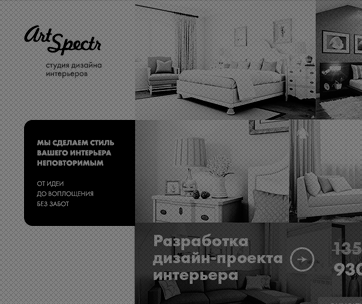 Art Spectr
студия дизайна
интерьеров
МЫ СДЕЛАЕМ СТИЛЬ
ВАШЕГО ИНТЕРЬЕРА
НЕПОВТОРИМЫМ
ОТ ИДЕИ
ДО ВОПЛОЩЕНИЯ
БЕЗ ЗАБОТ
Разработка
дизайн-проекта
интерьера
135
930